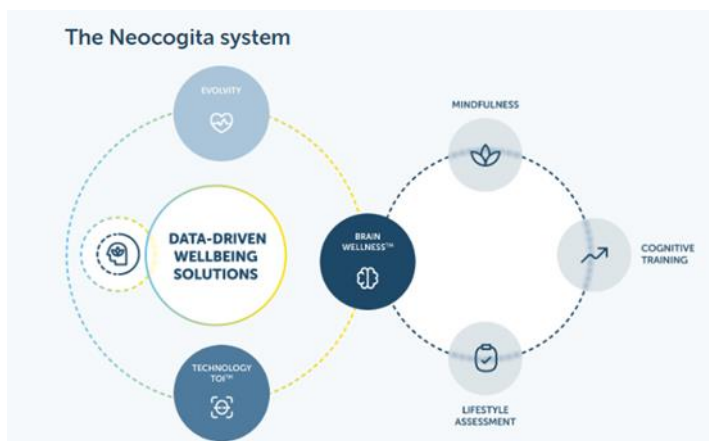 The Neocogita system
EVOLVITY
MINDFULNESS
DATA-DRIVEN
WELLBEING
SOLUTIONS
BRAIN
WELLNESS™
COGNITIVE
TRAINING
TECHNOLOGY
TOI™
LIFESTYLE
ASSESSMENT